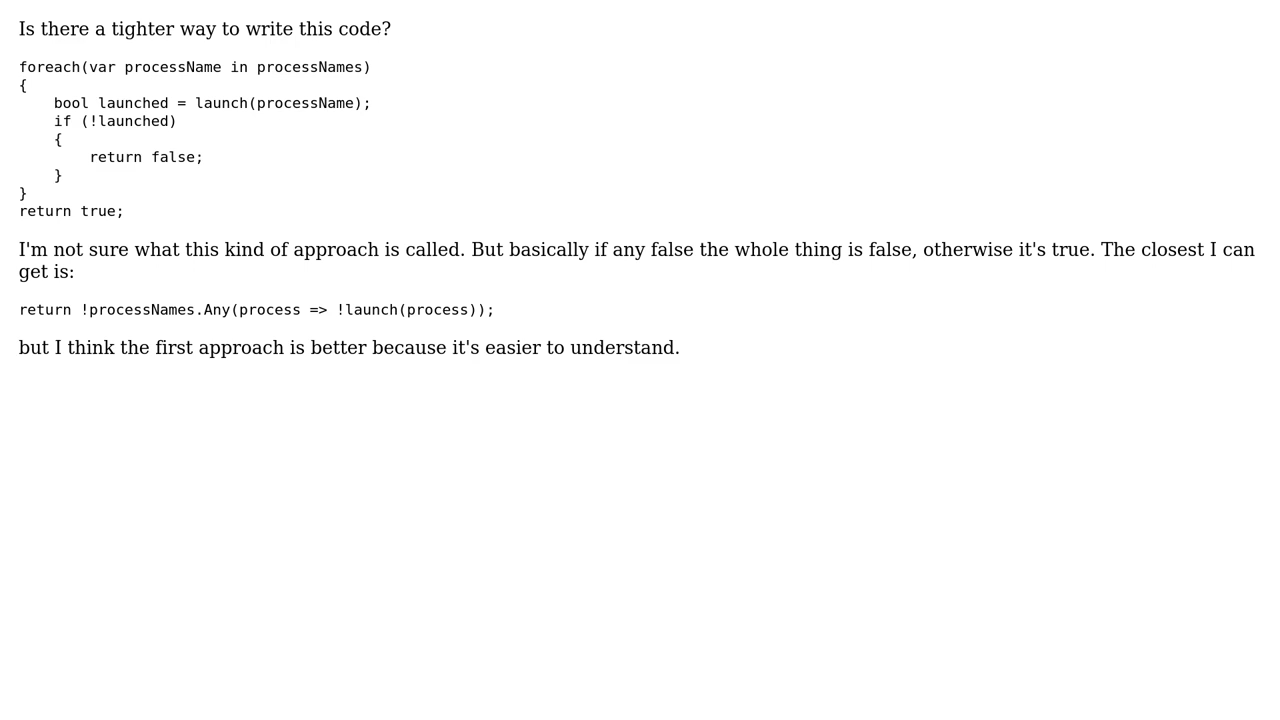 Is there a tighter way to write this code?
foreach(var processName in processNames)
{
    bool launched = launch(processName);
    if (!launched)
    {
        return false;
    }
}
return true;
I'm not sure what this kind of approach is called. But basically if any false the whole thing is false, otherwise it's true. The closest I can
get is:
return !processNames.Any(process => !launch(process));
but I think the first approach is better because it's easier to understand.